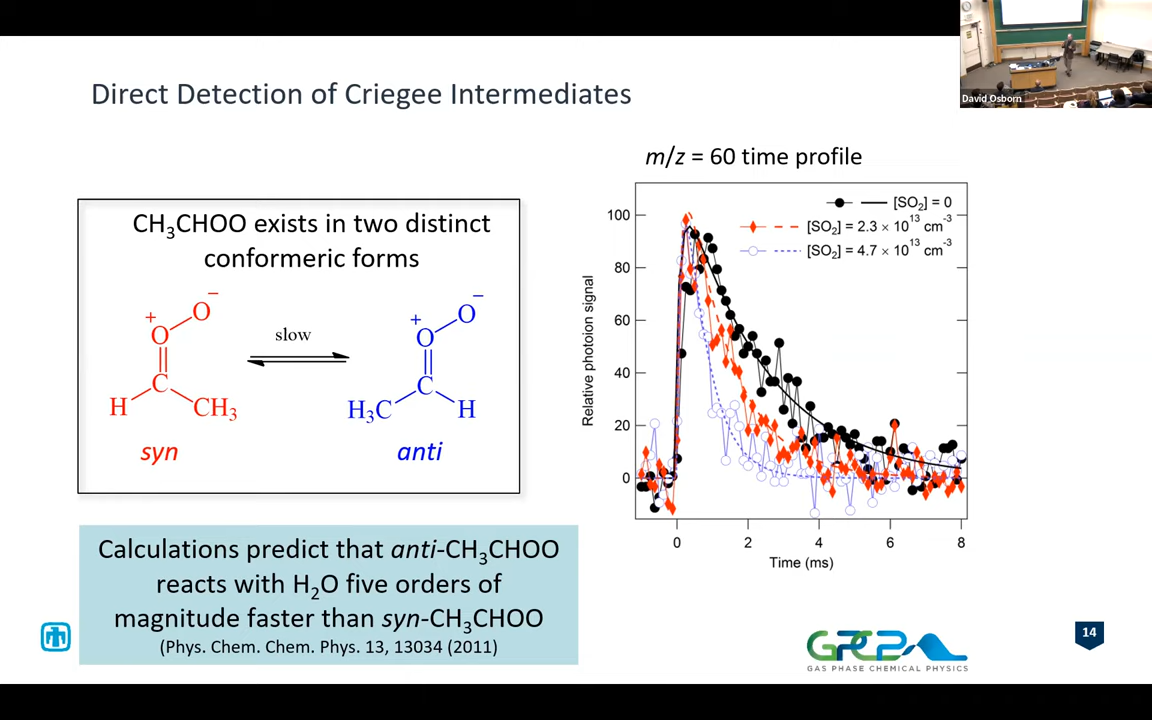 David Osborn
Direct Detection of Criegee Intermediates
CH₃CHOO exists in two distinct
conformeric forms
+
−
O
O
C
H
CH₃
syn
slow
+
−
O
O
C
H₃C
H
anti
Calculations predict that anti-CH₃CHOO
reacts with H₂O five orders of
magnitude faster than syn-CH₃CHOO
(Phys. Chem. Chem. Phys. 13, 13034 (2011)
m/z = 60 time profile
[SO₂] = 0
[SO₂] = 2.3 × 10¹³ cm⁻³
[SO₂] = 4.7 × 10¹³ cm⁻³
Relative photoion signal
100
80
60
40
20
0
0 2 4 6 8
Time (ms)
GPCP
GAS PHASE CHEMICAL PHYSICS
14